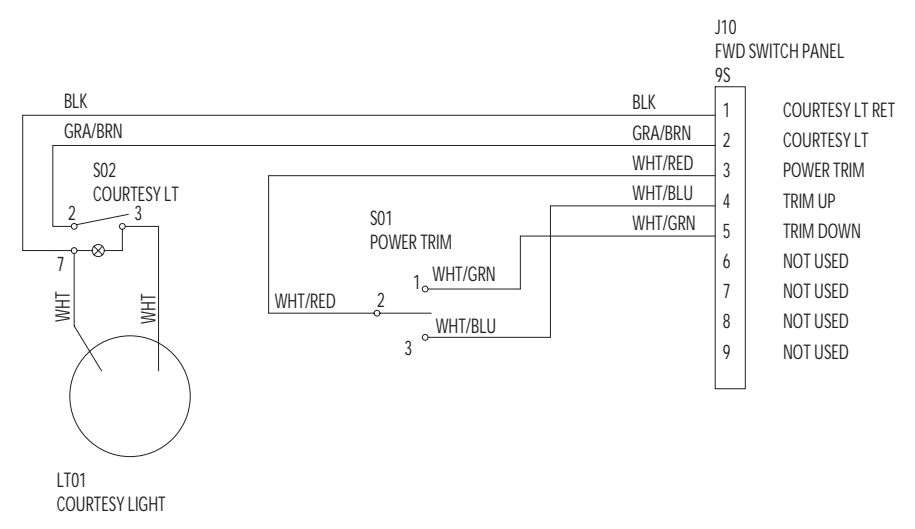 J10
FWD SWITCH PANEL
9S
BLK BLK 1 COURTESY LT RET
GRA/BRN GRA/BRN 2 COURTESY LT
WHT/RED 3 POWER TRIM
WHT/BLU 4 TRIM UP
WHT/GRN 5 TRIM DOWN
6 NOT USED
7 NOT USED
8 NOT USED
9 NOT USED
S02
COURTESY LT
2 3
7
WHT WHT
S01
POWER TRIM
1 WHT/GRN
WHT/RED 2
WHT/BLU
3
LT01
COURTESY LIGHT